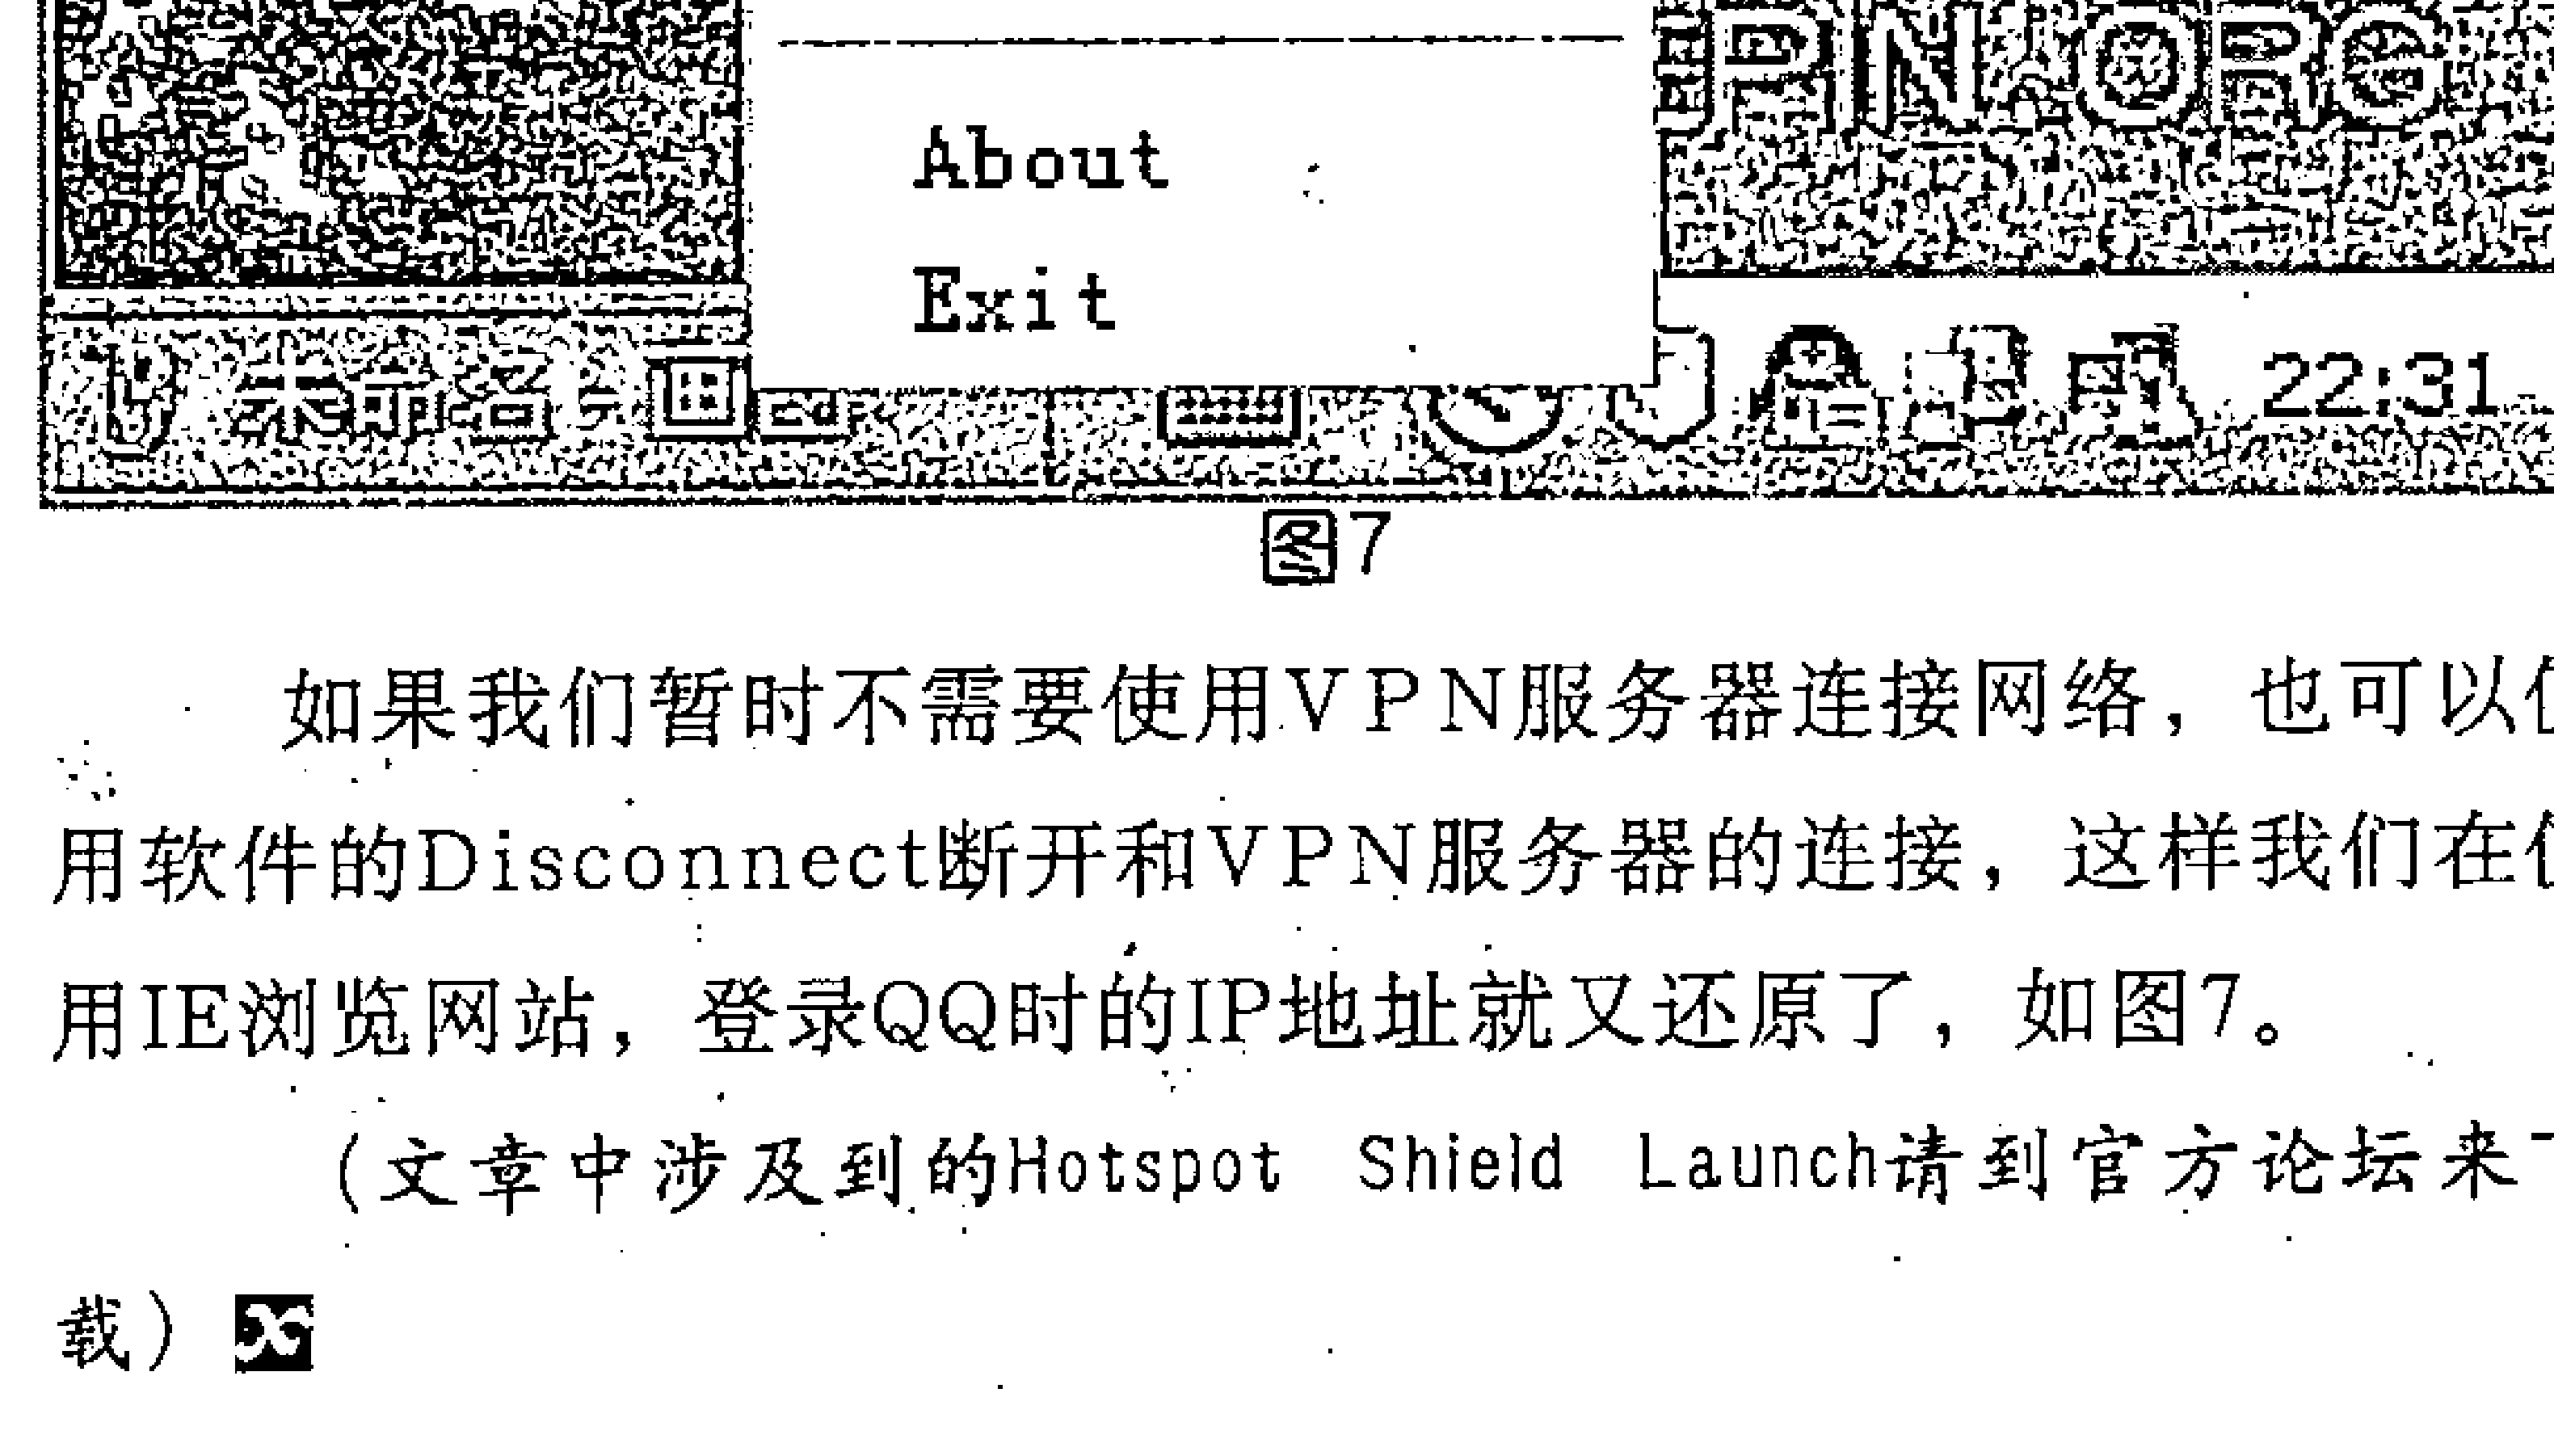 PN ORG
About
Exit
未命名 22:31
图7
如果我们暂时不需要使用VPN服务器连接网络，也可以
用软件的Disconnect断开和VPN服务器的连接，这样我们在
用IE浏览网站，登录QQ时的IP地址就又还原了，如图7。
(文章中涉及到的Hotspot Shield Launch请到官方论坛来
载)